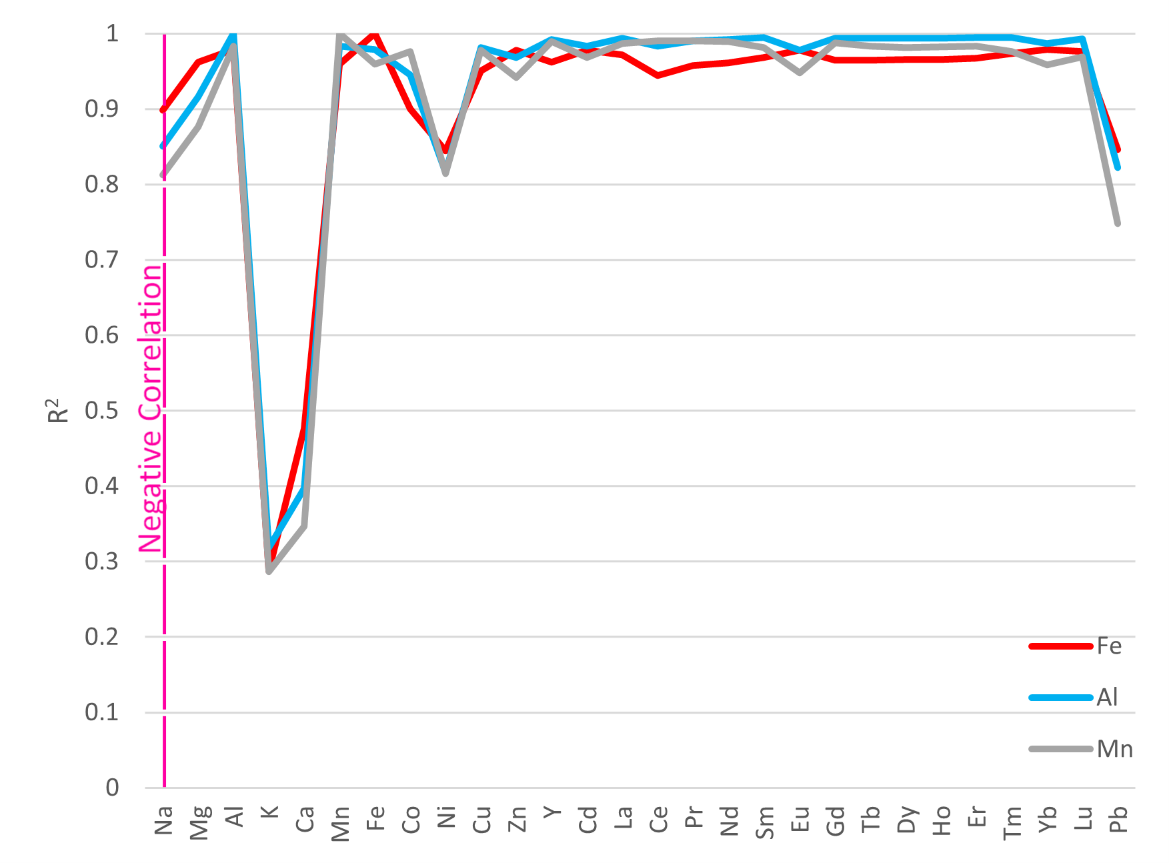 1
0.9
0.8
0.7
0.6
0.5
0.4
0.3
0.2
0.1
0
R²
Negative Correlation
Fe
Al
Mn
Na Mg Al K Ca Mn Fe Co Ni Cu Zn Y Cd La Ce Pr Nd Sm Eu Gd Tb Dy Ho Er Tm Yb Lu Pb